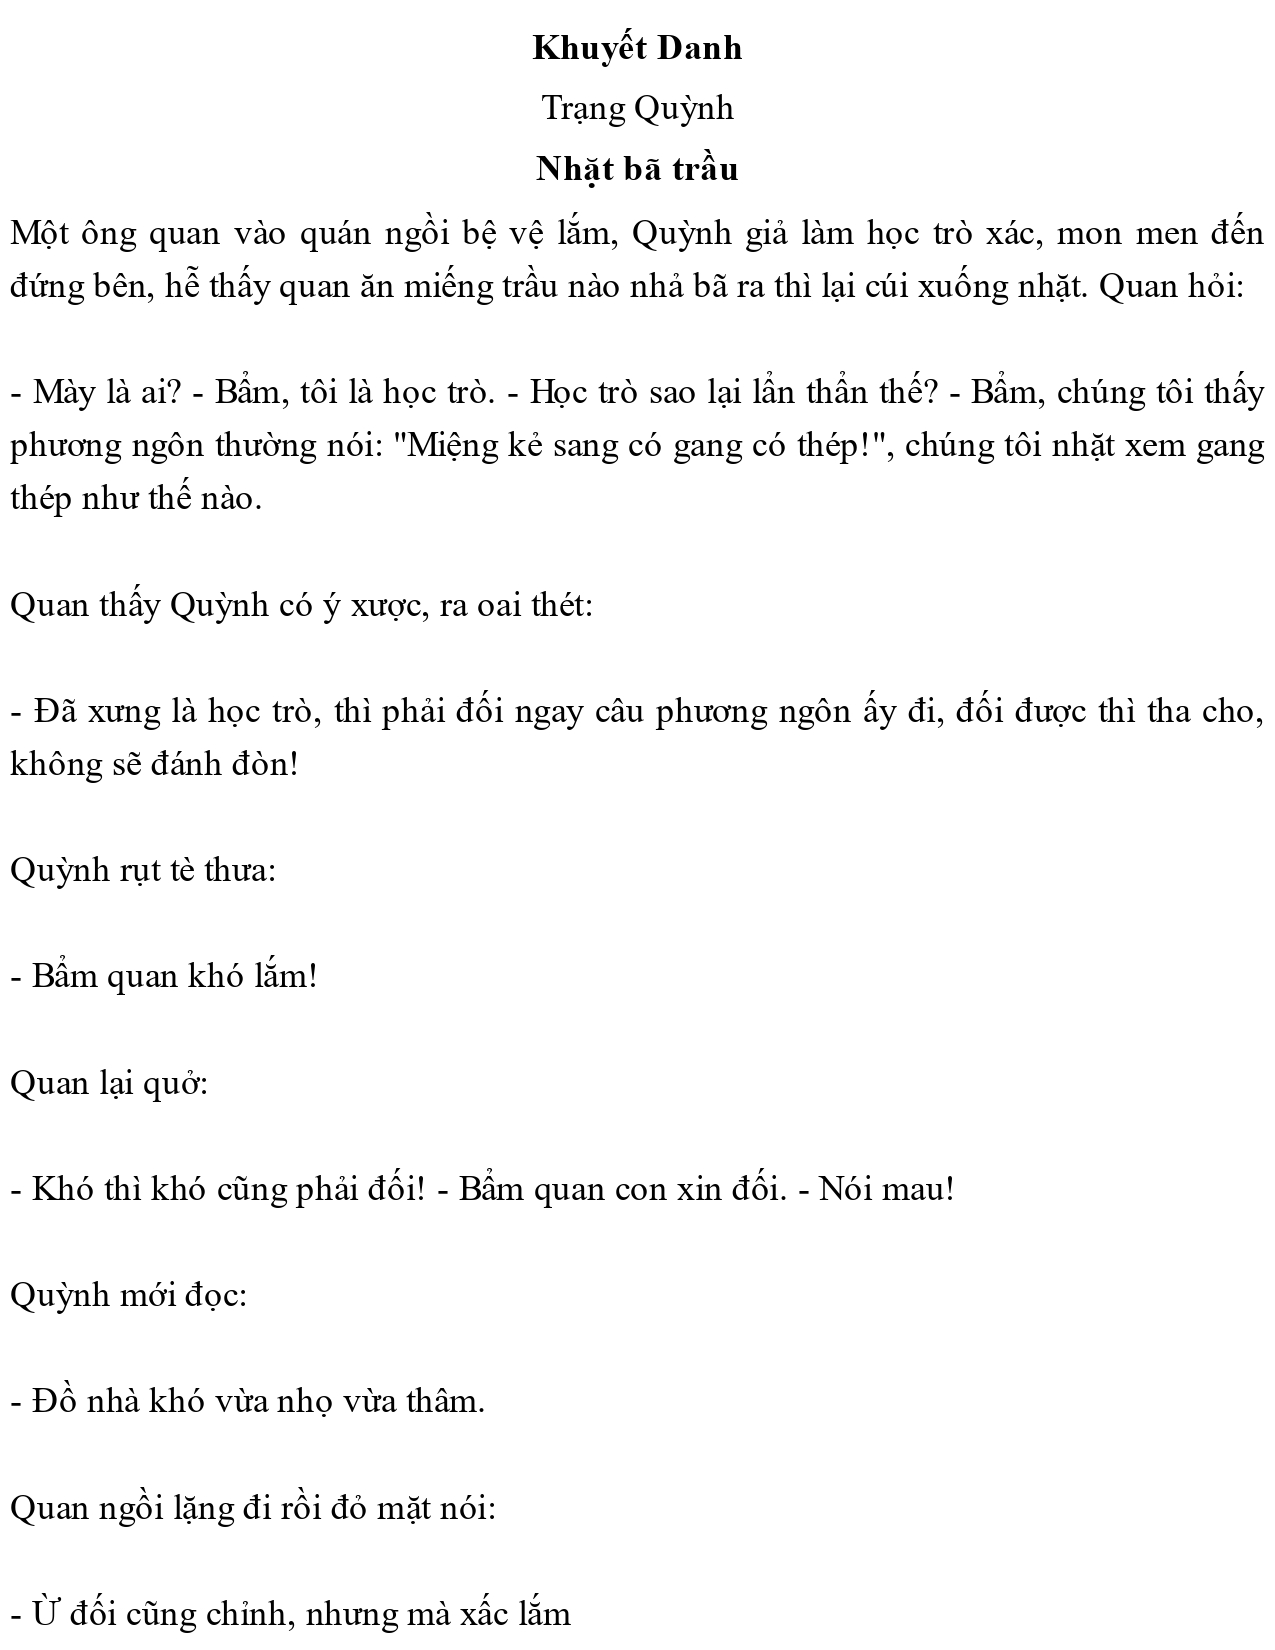 Khuyết Danh
Trạng Quỳnh
Nhặt bã trầu
Một ông quan vào quán ngồi bệ vệ lắm, Quỳnh giả làm học trò xác, mon men đến
đứng bên, hễ thấy quan ăn miếng trầu nào nhả bã ra thì lại cúi xuống nhặt. Quan hỏi:
- Mày là ai? - Bẩm, tôi là học trò. - Học trò sao lại lẩn thẩn thế? - Bẩm, chúng tôi thấy
phương ngôn thường nói: "Miệng kẻ sang có gang có thép!", chúng tôi nhặt xem gang
thép như thế nào.
Quan thấy Quỳnh có ý xược, ra oai thét:
- Đã xưng là học trò, thì phải đối ngay câu phương ngôn ấy đi, đối được thì tha cho,
không sẽ đánh đòn!
Quỳnh rụt tè thưa:
- Bẩm quan khó lắm!
Quan lại quở:
- Khó thì khó cũng phải đối! - Bẩm quan con xin đối. - Nói mau!
Quỳnh mới đọc:
- Đồ nhà khó vừa nhọ vừa thâm.
Quan ngồi lặng đi rồi đỏ mặt nói:
- Ừ đối cũng chỉnh, nhưng mà xấc lắm